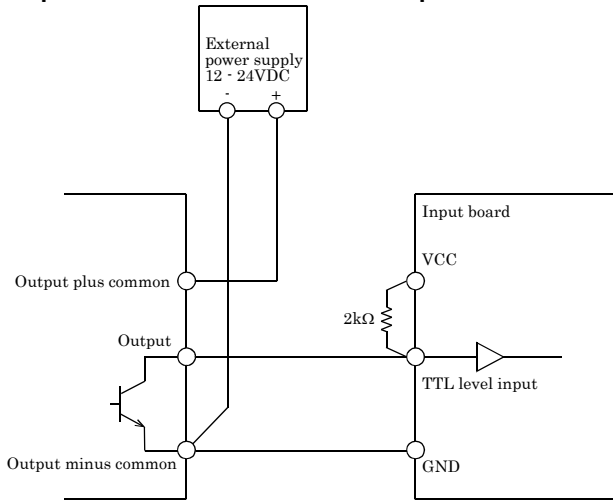 External
power supply
12 - 24VDC
- +
Input board
VCC
Output plus common
2kΩ
Output
TTL level input
Output minus common
GND